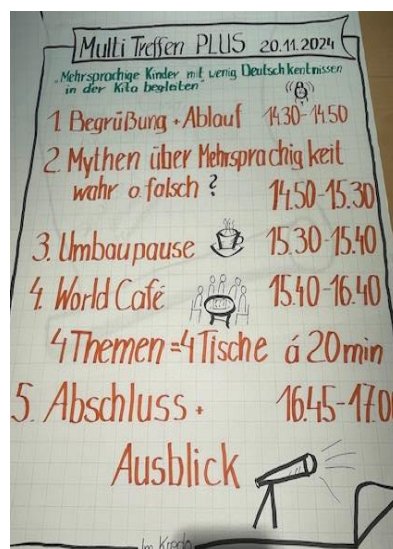 Multi Treffen PLUS 20.11.2024
"Mehrsprachige Kinder mit wenig Deutschkentnissen
in der Kita begleiten"
1. Begrüßung + Ablauf 14.30-14.50
2. Mythen über Mehrsprachigkeit
wahr o. falsch? 14.50-15.30
3. Umbaupause 15.30-15.40
4. World Café 15.40-16.40
4 Themen = 4 Tische á 20 min
5. Abschluss + 16.45-17.0
Ausblick
Im